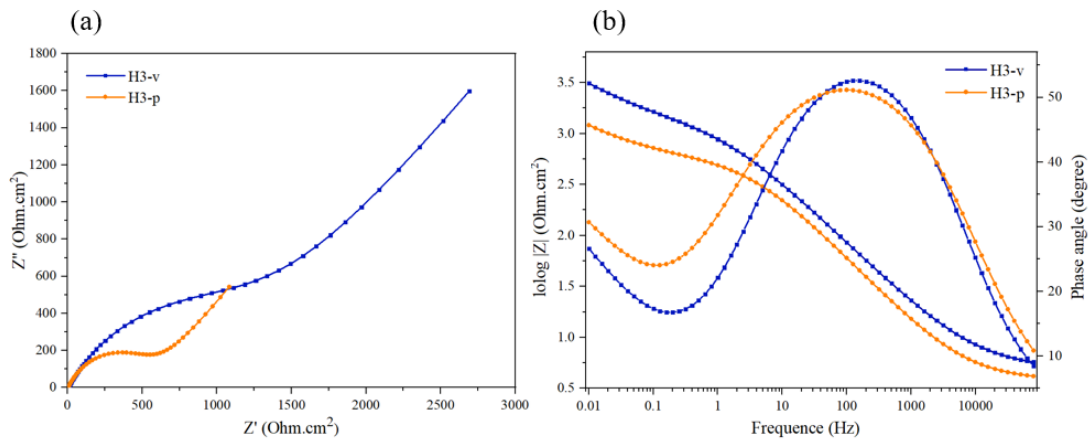 (a)
(b)
1800
1600
1400
1200
1000
800
600
400
200
0
Z'' (Ohm.cm²)
H3-v
H3-p
0 500 1000 1500 2000 2500 3000
Z' (Ohm.cm²)
3.5
3.0
2.5
2.0
1.5
1.0
0.5
lolog |Z| (Ohm.cm²)
H3-v
H3-p
50
40
30
20
10
Phase angle (degree)
0.01 0.1 1 10 100 1000 10000
Frequence (Hz)